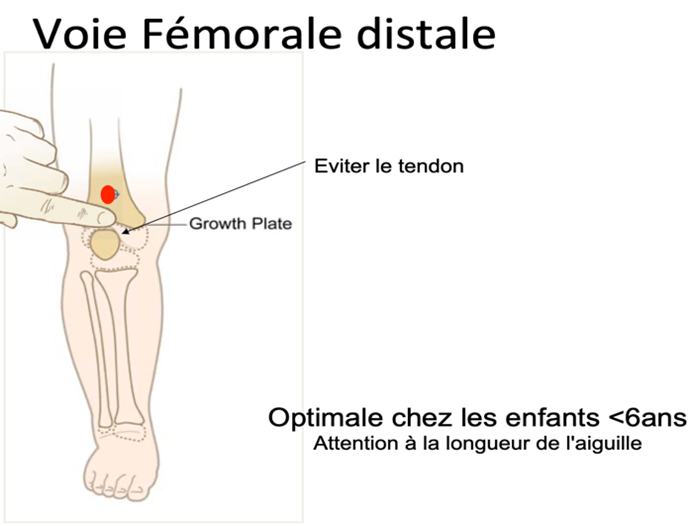 Voie Fémorale distale
Eviter le tendon
Growth Plate
Optimale chez les enfants <6ans
Attention à la longueur de l'aiguille